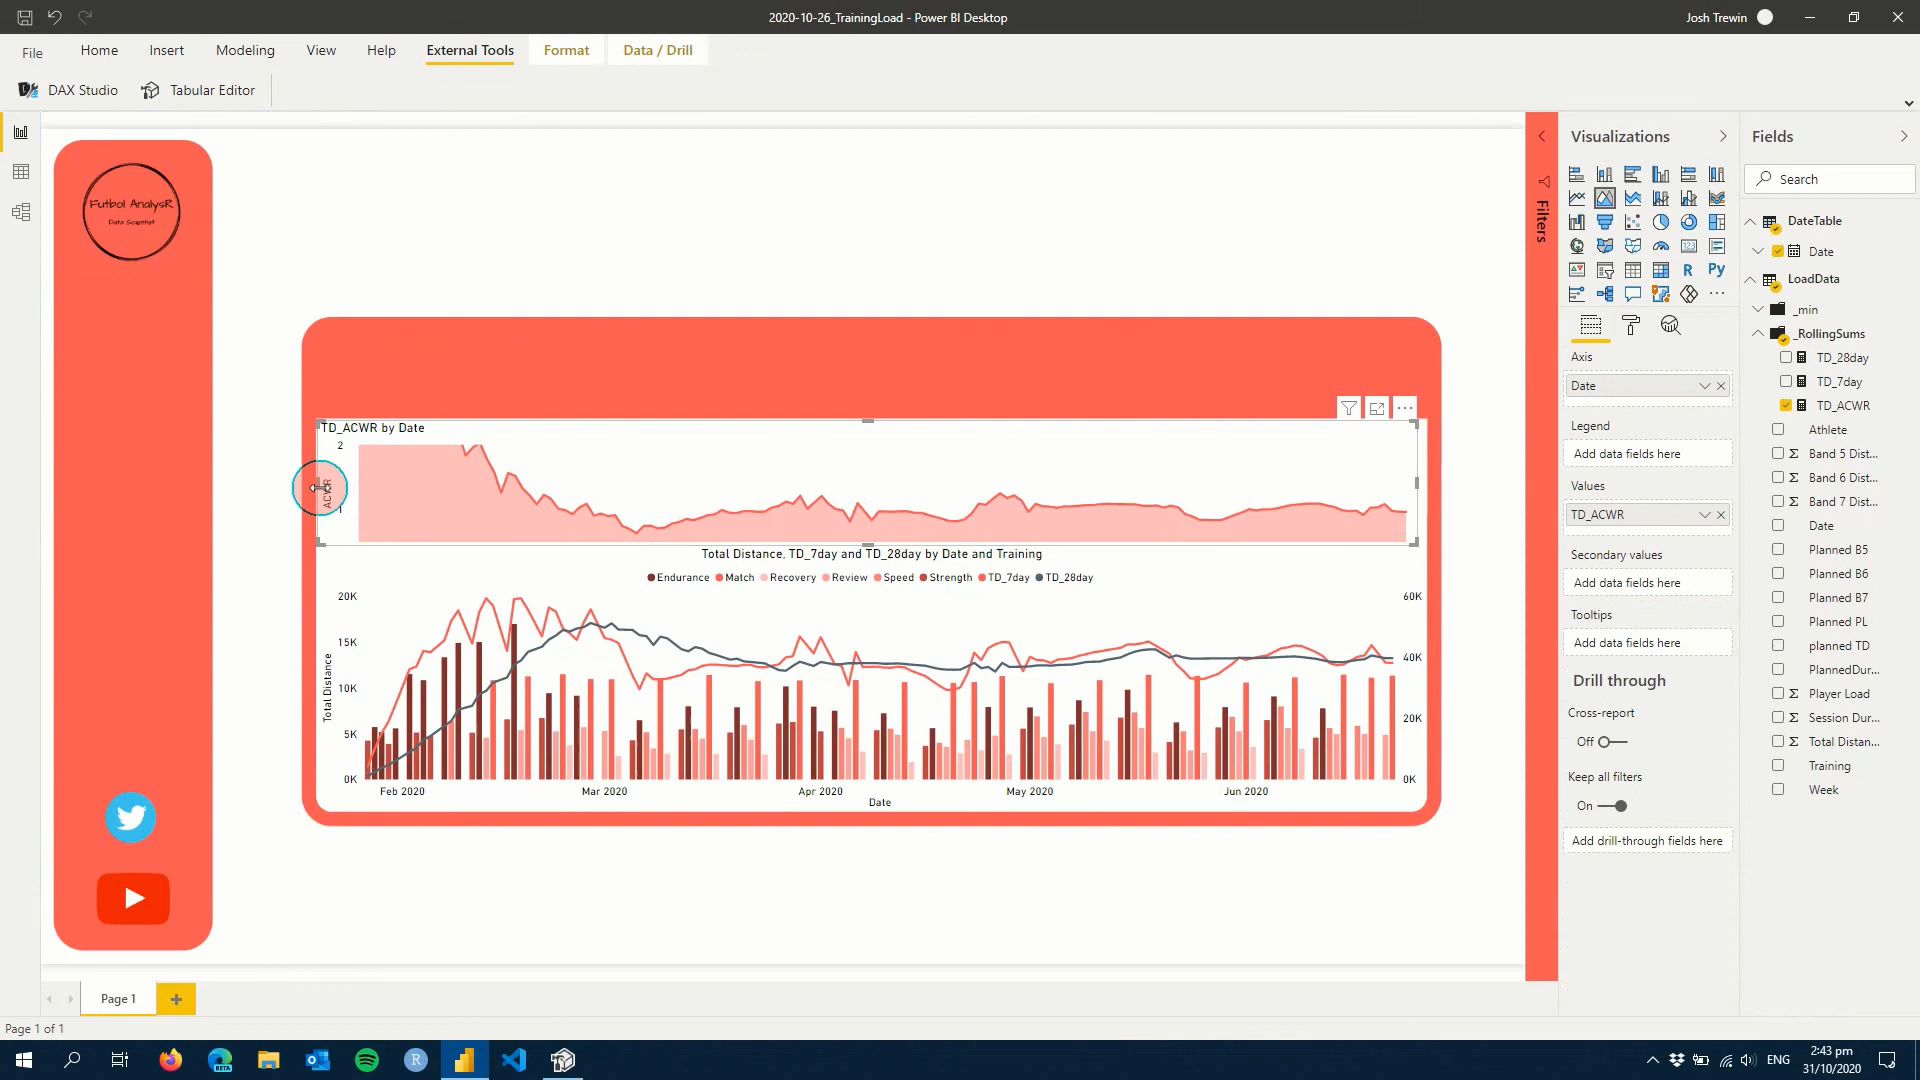 2020-10-26_TrainingLoad - Power BI Desktop
Josh Trewin
File
Home
Insert
Modeling
View
Help
External Tools
Format
Data / Drill
DAX Studio
Tabular Editor
Futbol AnalysR
Data Scientist
TD_ACWR by Date
2
1
ACWR
Total Distance, TD_7day and TD_28day by Date and Training
Endurance Match Recovery Review Speed Strength TD_7day TD_28day
20K
15K
10K
5K
0K
Total Distance
60K
40K
20K
0K
Feb 2020
Mar 2020
Apr 2020
May 2020
Jun 2020
Date
Filters
Visualizations
123
R
Py
Axis
Date
Legend
Add data fields here
Values
TD_ACWR
Secondary values
Add data fields here
Tooltips
Add data fields here
Drill through
Cross-report
Off
Keep all filters
On
Add drill-through fields here
Fields
Search
DateTable
Date
LoadData
_min
_RollingSums
TD_28day
TD_7day
TD_ACWR
Athlete
Band 5 Dist...
Band 6 Dist...
Band 7 Dist...
Date
Planned B5
Planned B6
Planned B7
Planned PL
planned TD
PlannedDur...
Player Load
Session Dur...
Total Distan...
Training
Week
Page 1
Page 1 of 1
BETA
R
ENG
2:43 pm
31/10/2020